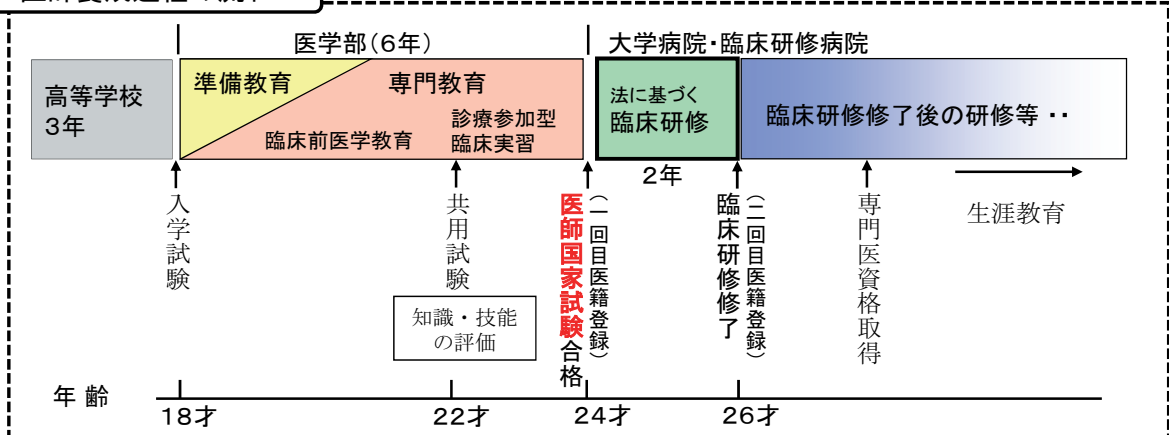 医学部(6年)
大学病院・臨床研修病院
高等学校
3年
準備教育
専門教育
臨床前医学教育
診療参加型
臨床実習
法に基づく
臨床研修
臨床研修修了後の研修等・・
2年
入学試験
共用試験
知識・技能
の評価
医師国家試験合格
(一回目医籍登録)
臨床研修修了
(二回目医籍登録)
専門医資格取得
生涯教育
年 齢
18才
22才
24才
26才